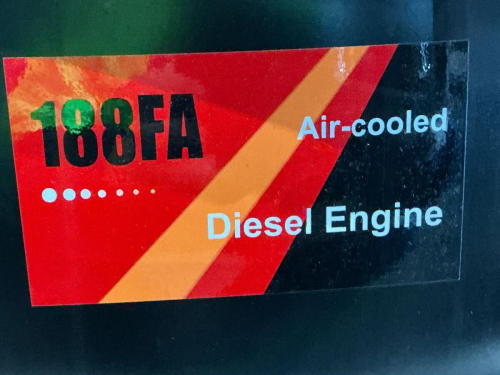 188FA
Air-cooled
Diesel Engine